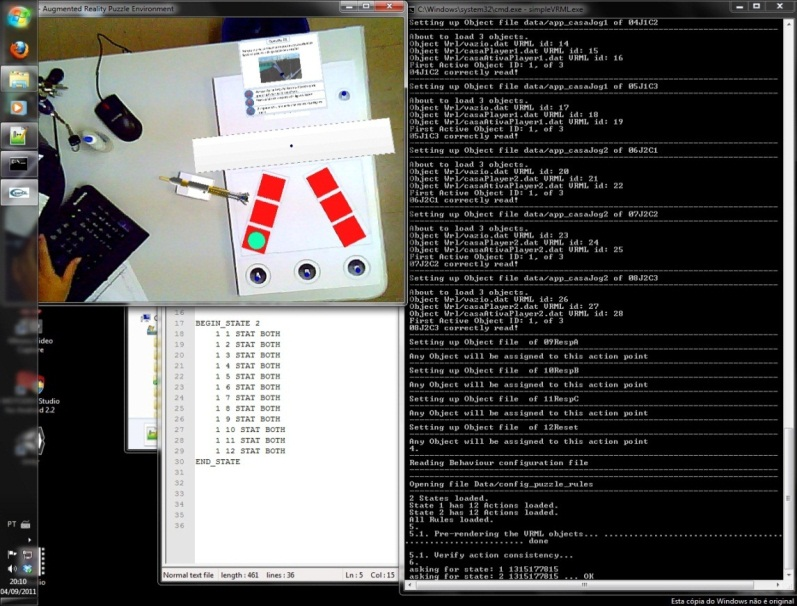 Augmented Reality Puzzle Environment
17 BEGIN_STATE 2
18 1 1 STAT BOTH
19 1 2 STAT BOTH
20 1 3 STAT BOTH
21 1 4 STAT BOTH
22 1 5 STAT BOTH
23 1 6 STAT BOTH
24 1 7 STAT BOTH
25 1 8 STAT BOTH
26 1 9 STAT BOTH
27 1 10 STAT BOTH
28 1 11 STAT BOTH
29 1 12 STAT BOTH
30 END_STATE
31
32
33
34
35
36
Normal text file length : 461 lines : 36 Ln : 5 Col : 15
Studio
2.2
PT
20:10
04/09/2011
C:\Windows\system32\cmd.exe - simpleVRML.exe
Setting up Object file data/app_casaJog1 of 04J1C2
About to load 3 objects.
Object Wrl/vazio.dat VRML id: 14
Object Wrl/casaPlayer1.dat VRML id: 15
Object Wrl/casaAtivaPlayer1.dat VRML id: 16
First Active Object ID: 1, of 3
04J1C2 correctly read!
Setting up Object file data/app_casaJog1 of 05J1C3
About to load 3 objects.
Object Wrl/vazio.dat VRML id: 17
Object Wrl/casaPlayer1.dat VRML id: 18
Object Wrl/casaAtivaPlayer1.dat VRML id: 19
First Active Object ID: 1, of 3
05J1C3 correctly read!
Setting up Object file data/app_casaJog2 of 06J2C1
About to load 3 objects.
Object Wrl/vazio.dat VRML id: 20
Object Wrl/casaPlayer2.dat VRML id: 21
Object Wrl/casaAtivaPlayer2.dat VRML id: 22
First Active Object ID: 1, of 3
06J2C1 correctly read!
Setting up Object file data/app_casaJog2 of 07J2C2
About to load 3 objects.
Object Wrl/vazio.dat VRML id: 23
Object Wrl/casaPlayer2.dat VRML id: 24
Object Wrl/casaAtivaPlayer2.dat VRML id: 25
First Active Object ID: 1, of 3
07J2C2 correctly read!
Setting up Object file data/app_casaJog2 of 08J2C3
About to load 3 objects.
Object Wrl/vazio.dat VRML id: 26
Object Wrl/casaPlayer2.dat VRML id: 27
Object Wrl/casaAtivaPlayer2.dat VRML id: 28
First Active Object ID: 1, of 3
08J2C3 correctly read!
Setting up Object file of 09RespA
Any Object will be assigned to this action point
Setting up Object file of 10RespB
Any Object will be assigned to this action point
Setting up Object file of 11RespC
Any Object will be assigned to this action point
Setting up Object file of 12Reset
Any Object will be assigned to this action point
4.
Reading Behaviour configuration file
Opening file Data/config_puzzle_rules
2 States loaded.
State 1 has 12 Actions loaded.
State 2 has 12 Actions loaded.
All Rules loaded.
5.
5.1. Pre-rendering the VRML objects... ........................................
........................ done
5.1. Verify action consistency...
6.
asking for state: 1 1315177815
asking for state: 2 1315177815 ... OK
Esta cópia do Windows não é original